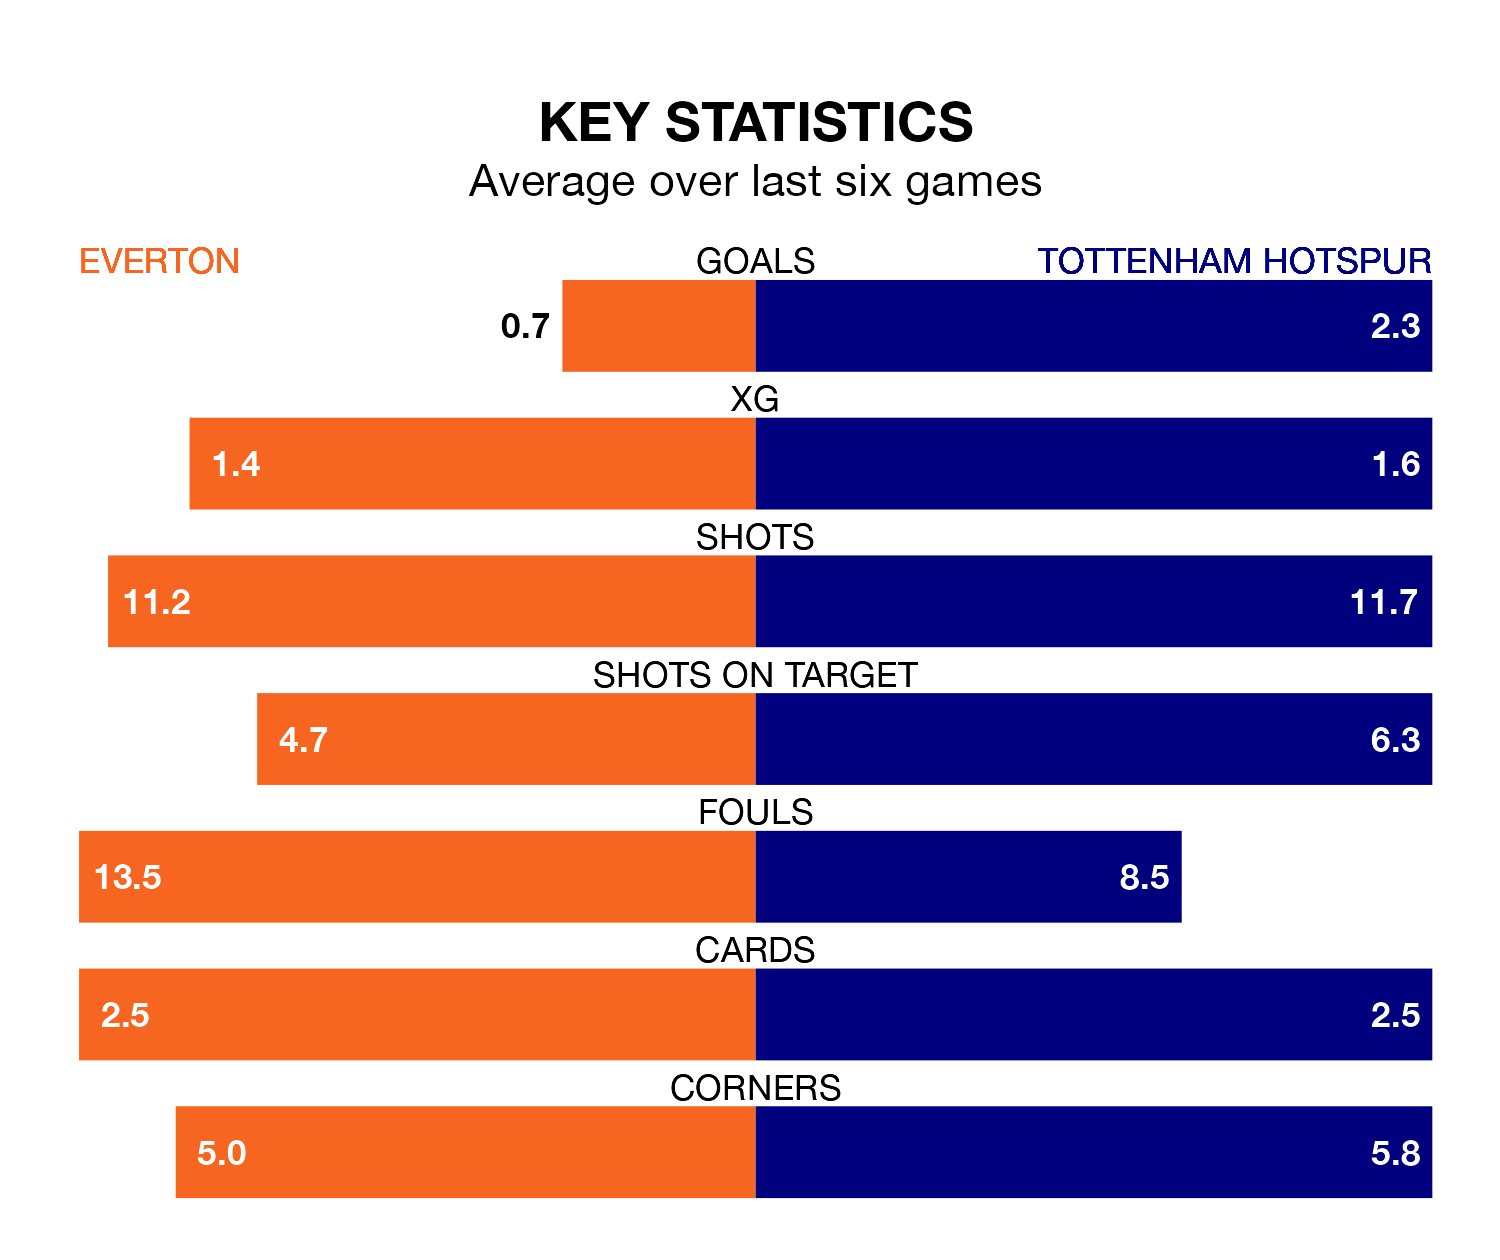 KEY STATISTICS
Average over last six games
EVERTON GOALS TOTTENHAM HOTSPUR
0.7 2.3
XG
1.4 1.6
SHOTS
11.2 11.7
SHOTS ON TARGET
4.7 6.3
FOULS
13.5 8.5
CARDS
2.5 2.5
CORNERS
5.0 5.8